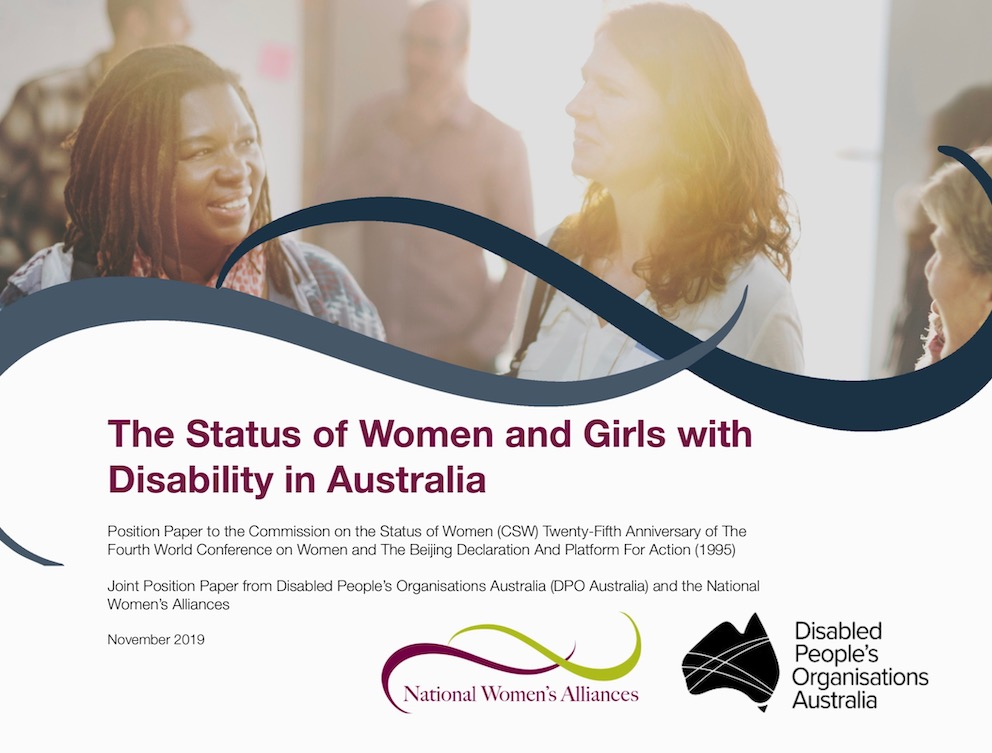 The Status of Women and Girls with
Disability in Australia
Position Paper to the Commission on the Status of Women (CSW) Twenty-Fifth Anniversary of The
Fourth World Conference on Women and The Beijing Declaration And Platform For Action (1995)
Joint Position Paper from Disabled People's Organisations Australia (DPO Australia) and the National
Women's Alliances
November 2019
National Women's Alliances
Disabled
People's
Organisations
Australia